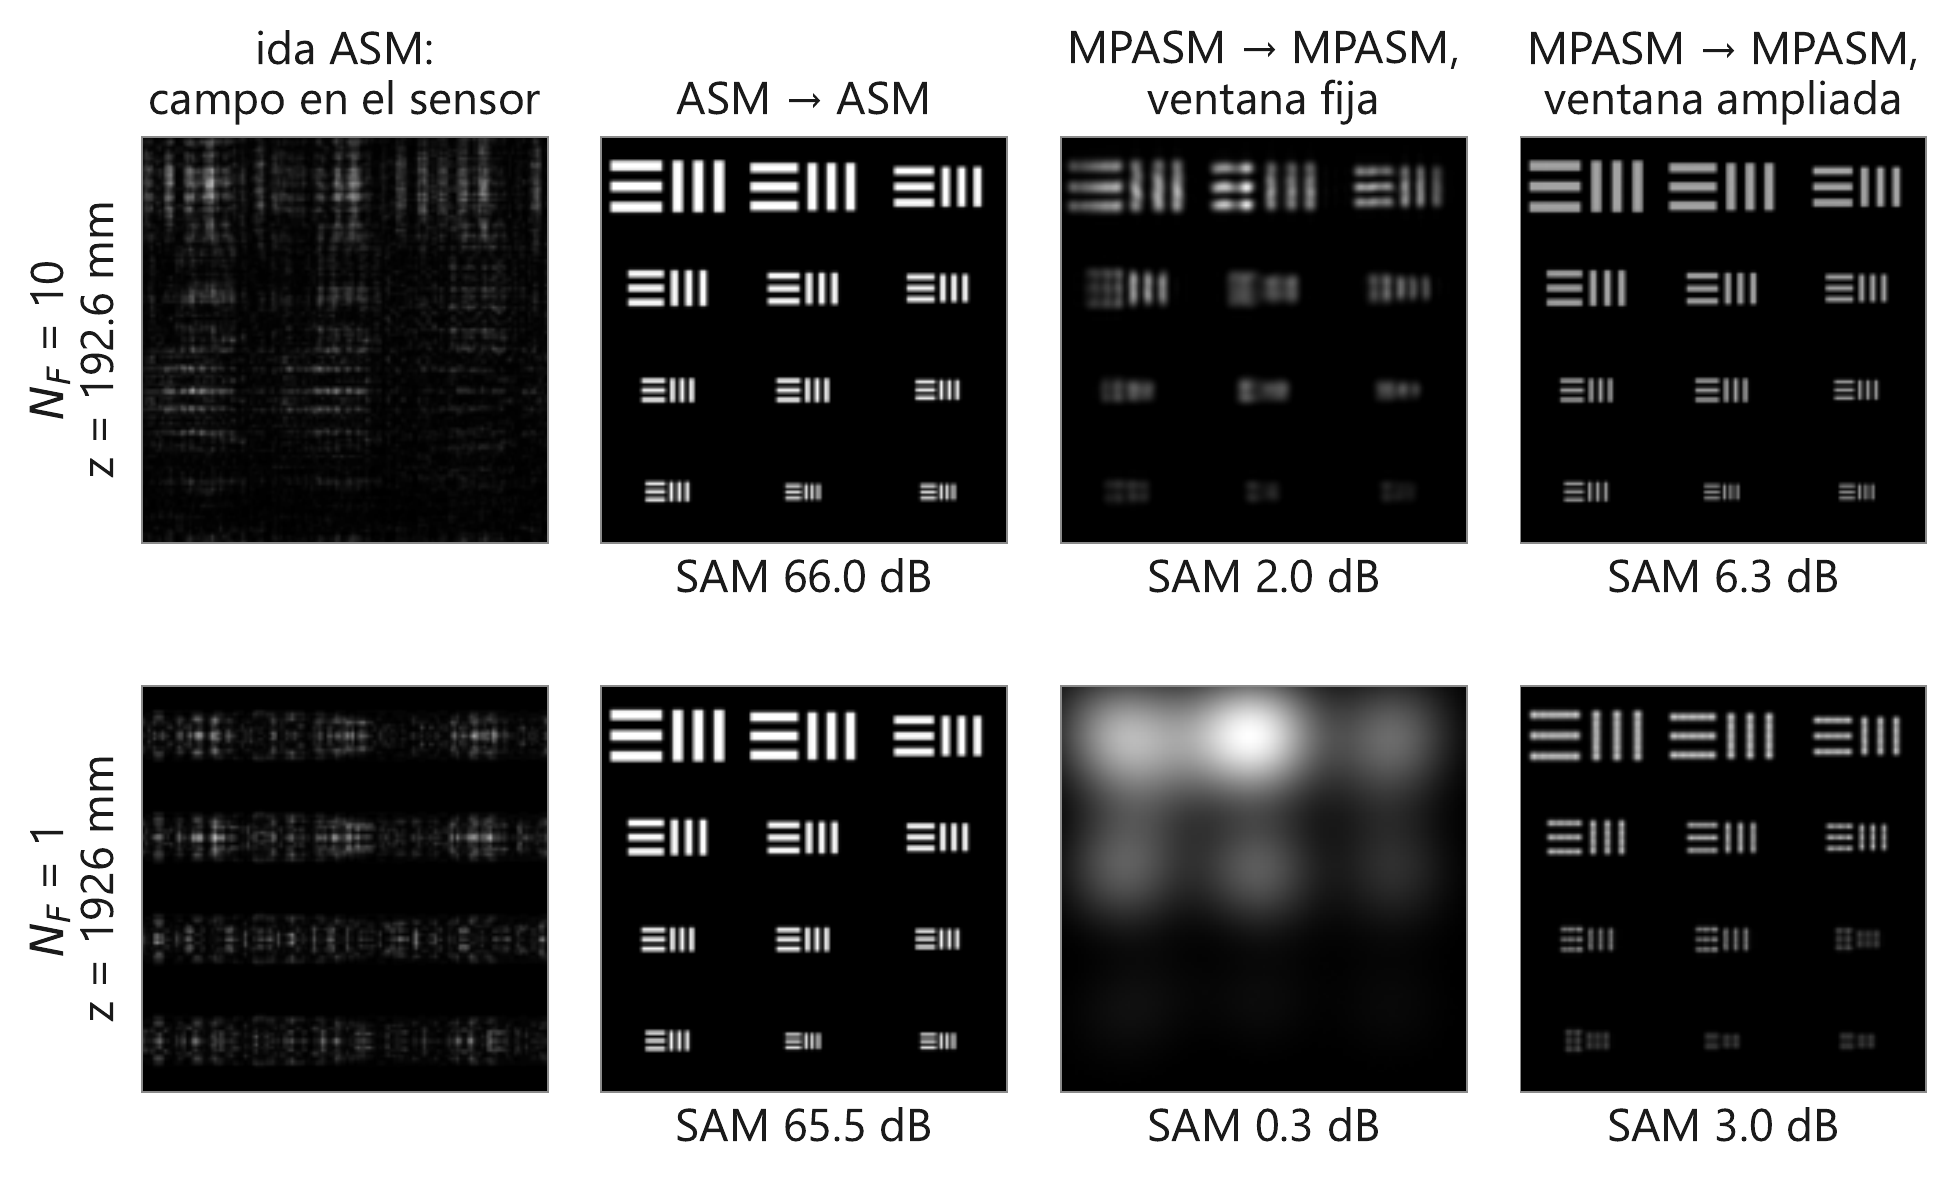 ida ASM:
campo en el sensor
ASM → ASM
MPASM → MPASM,
ventana fija
MPASM → MPASM,
ventana ampliada
N_F = 10
z = 192.6 mm
SAM 66.0 dB
SAM 2.0 dB
SAM 6.3 dB
N_F = 1
z = 1926 mm
SAM 65.5 dB
SAM 0.3 dB
SAM 3.0 dB